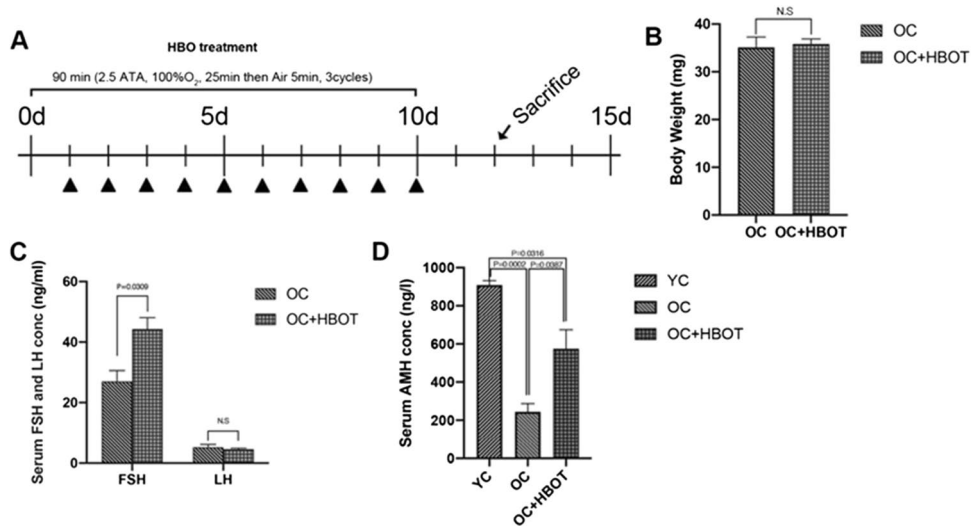 A
HBO treatment
90 min (2.5 ATA, 100%O2, 25min then Air 5min, 3cycles)
0d
5d
10d
15d
Sacrifice
B
Body Weight (mg)
40
30
20
10
0
N.S
OC
OC+HBOT
OC
OC+HBOT
C
Serum FSH and LH conc (ng/ml)
60
40
20
0
P=0.0309
N.S
FSH
LH
OC
OC+HBOT
D
Serum AMH conc (ng/l)
1000
800
600
400
200
0
P=0.0316
P=0.0002
P=0.0387
YC
OC
OC+HBOT
YC
OC
OC+HBOT